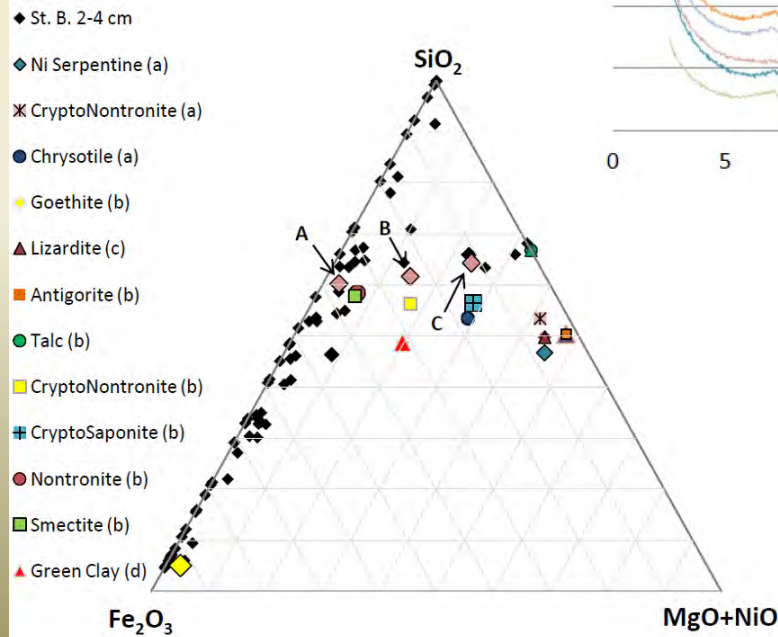 St. B. 2-4 cm
Ni Serpentine (a)
CryptoNontronite (a)
Chrysotile (a)
Goethite (b)
Lizardite (c)
Antigorite (b)
Talc (b)
CryptoNontronite (b)
CryptoSaponite (b)
Nontronite (b)
Smectite (b)
Green Clay (d)
SiO₂
A
B
C
Fe₂O₃
MgO+NiO
0 5